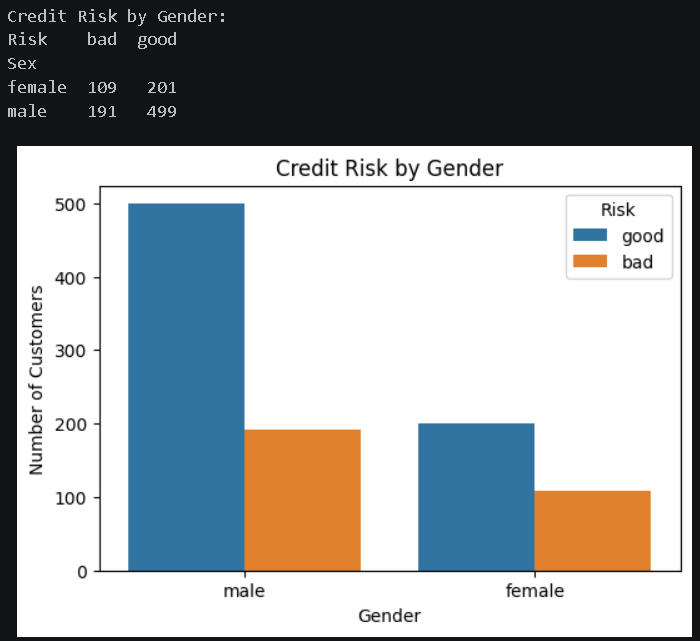 Credit Risk by Gender:
Risk    bad  good
Sex
female  109   201
male    191   499
Credit Risk by Gender
Risk
good
bad
Number of Customers
500
400
300
200
100
0
male female
Gender